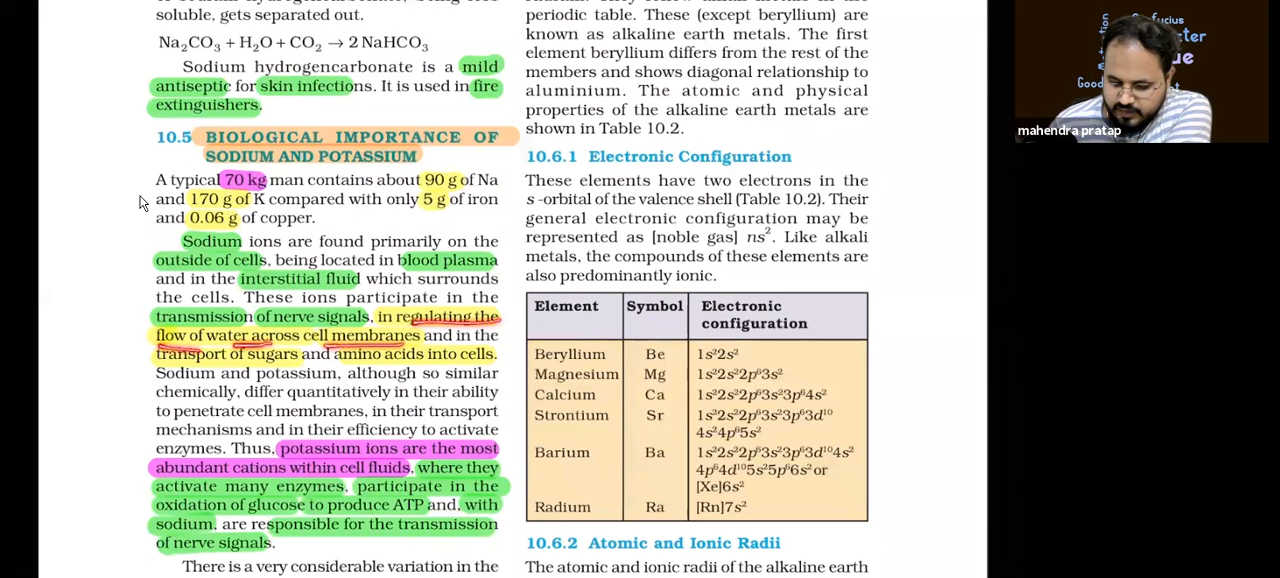 of sodium hydrogencarbonate, being less
soluble, gets separated out.
Na₂CO₃ + H₂O + CO₂ → 2 NaHCO₃
Sodium hydrogencarbonate is a mild
antiseptic for skin infections. It is used in fire
extinguishers.
10.5 BIOLOGICAL IMPORTANCE OF
SODIUM AND POTASSIUM
A typical 70 kg man contains about 90 g of Na
and 170 g of K compared with only 5 g of iron
and 0.06 g of copper.
Sodium ions are found primarily on the
outside of cells, being located in blood plasma
and in the interstitial fluid which surrounds
the cells. These ions participate in the
transmission of nerve signals, in regulating the
flow of water across cell membranes and in the
transport of sugars and amino acids into cells.
Sodium and potassium, although so similar
chemically, differ quantitatively in their ability
to penetrate cell membranes, in their transport
mechanisms and in their efficiency to activate
enzymes. Thus, potassium ions are the most
abundant cations within cell fluids, where they
activate many enzymes, participate in the
oxidation of glucose to produce ATP and, with
sodium, are responsible for the transmission
of nerve signals.
There is a very considerable variation in the
periodic table. These (except beryllium) are
known as alkaline earth metals. The first
element beryllium differs from the rest of the
members and shows diagonal relationship to
aluminium. The atomic and physical
properties of the alkaline earth metals are
shown in Table 10.2.
10.6.1 Electronic Configuration
These elements have two electrons in the
s -orbital of the valence shell (Table 10.2). Their
general electronic configuration may be
represented as [noble gas] ns². Like alkali
metals, the compounds of these elements are
also predominantly ionic.
Element Symbol Electronic
configuration
Beryllium Be 1s²2s²
Magnesium Mg 1s²2s²2p⁶3s²
Calcium Ca 1s²2s²2p⁶3s²3p⁶4s²
Strontium Sr 1s²2s²2p⁶3s²3p⁶3d¹⁰
4s²4p⁶5s²
Barium Ba 1s²2s²2p⁶3s²3p⁶3d¹⁰4s²
4p⁶4d¹⁰5s²5p⁶6s² or
[Xe]6s²
Radium Ra [Rn]7s²
10.6.2 Atomic and Ionic Radii
The atomic and ionic radii of the alkaline earth
mahendra pratap